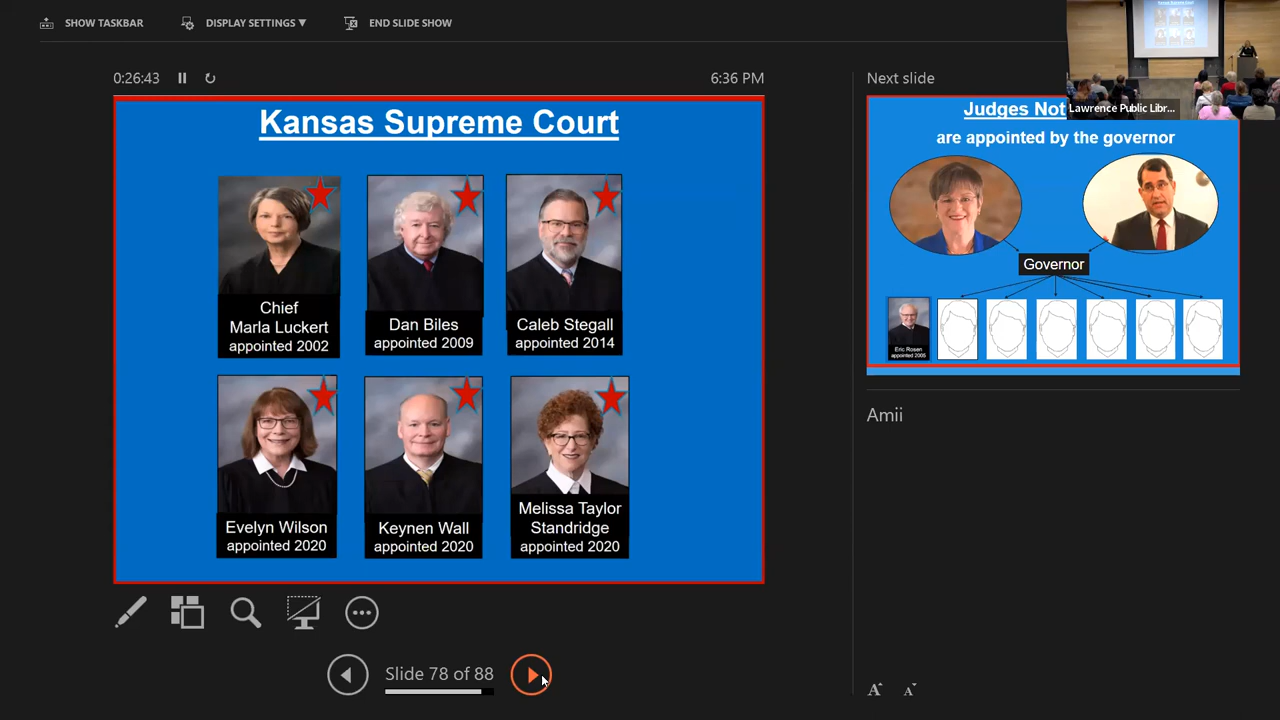 SHOW TASKBAR
DISPLAY SETTINGS ▼
END SLIDE SHOW
0:26:43
6:36 PM
Kansas Supreme Court
Chief
Marla Luckert
appointed 2002
Dan Biles
appointed 2009
Caleb Stegall
appointed 2014
Evelyn Wilson
appointed 2020
Keynen Wall
appointed 2020
Melissa Taylor
Standridge
appointed 2020
Slide 78 of 88
Next slide
Kansas Supreme Court
Lawrence Public Libr...
Judges Not
are appointed by the governor
Governor
Eric Rosen
appointed 2005
Amii
A
A